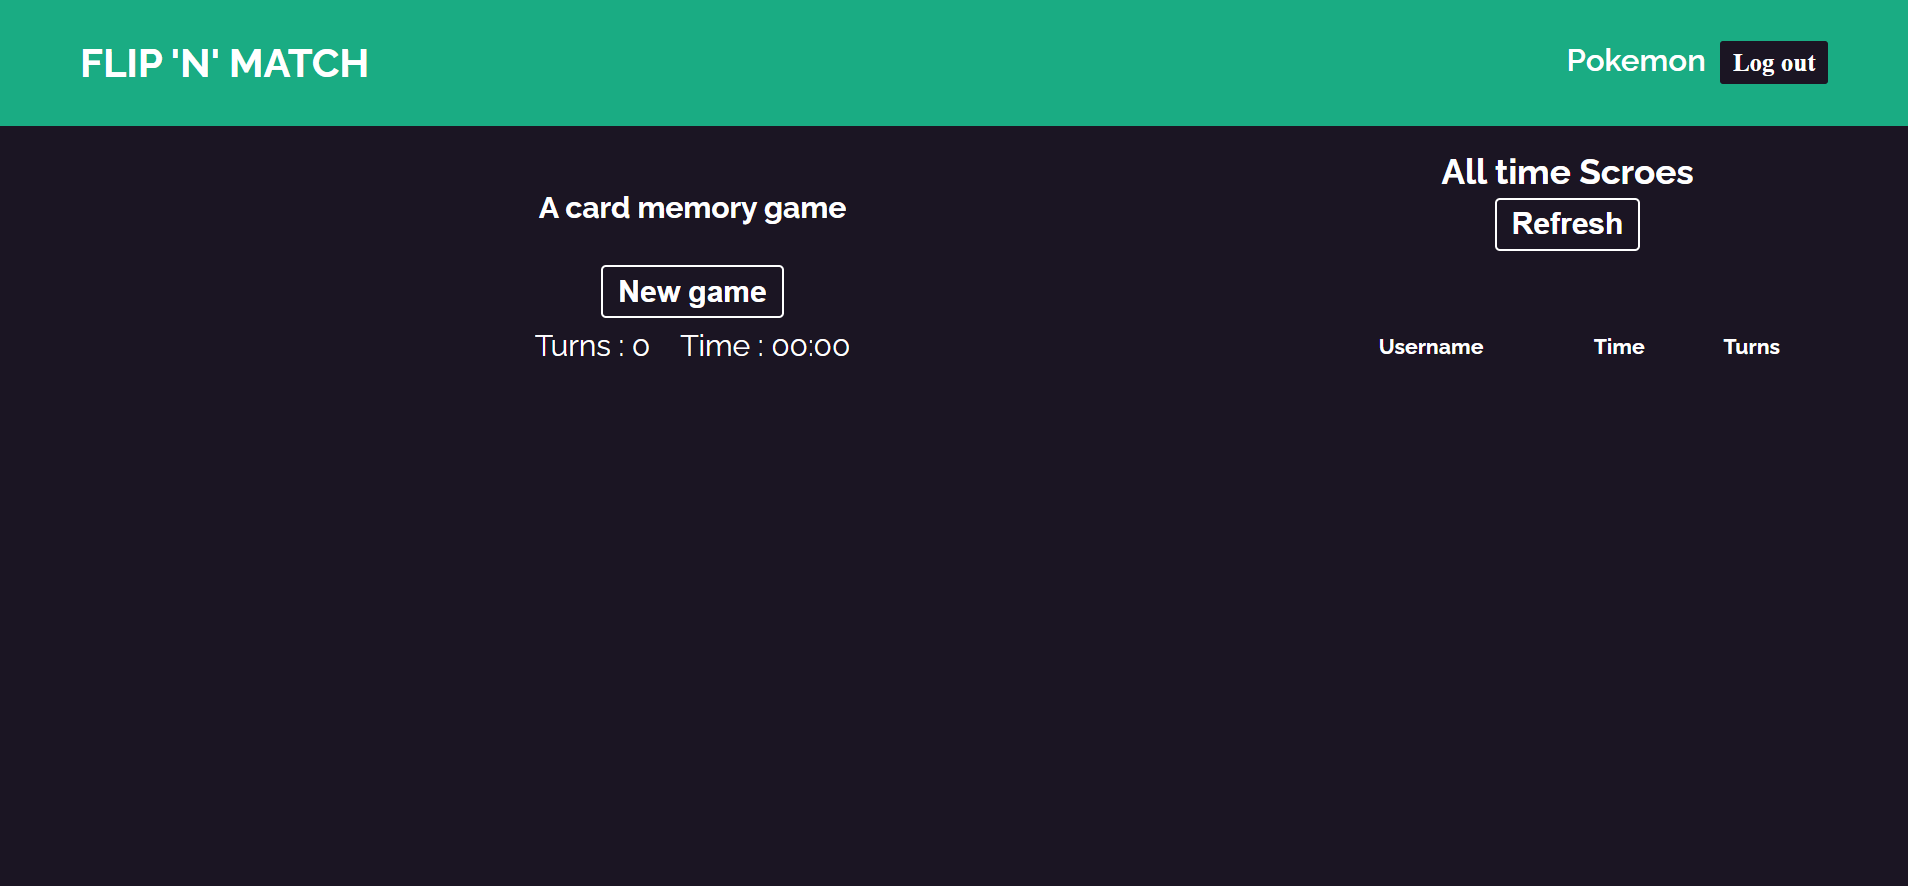 FLIP 'N' MATCH
Pokemon Log out
A card memory game
New game
Turns : 0 Time : 00:00
All time Scroes
Refresh
Username Time Turns